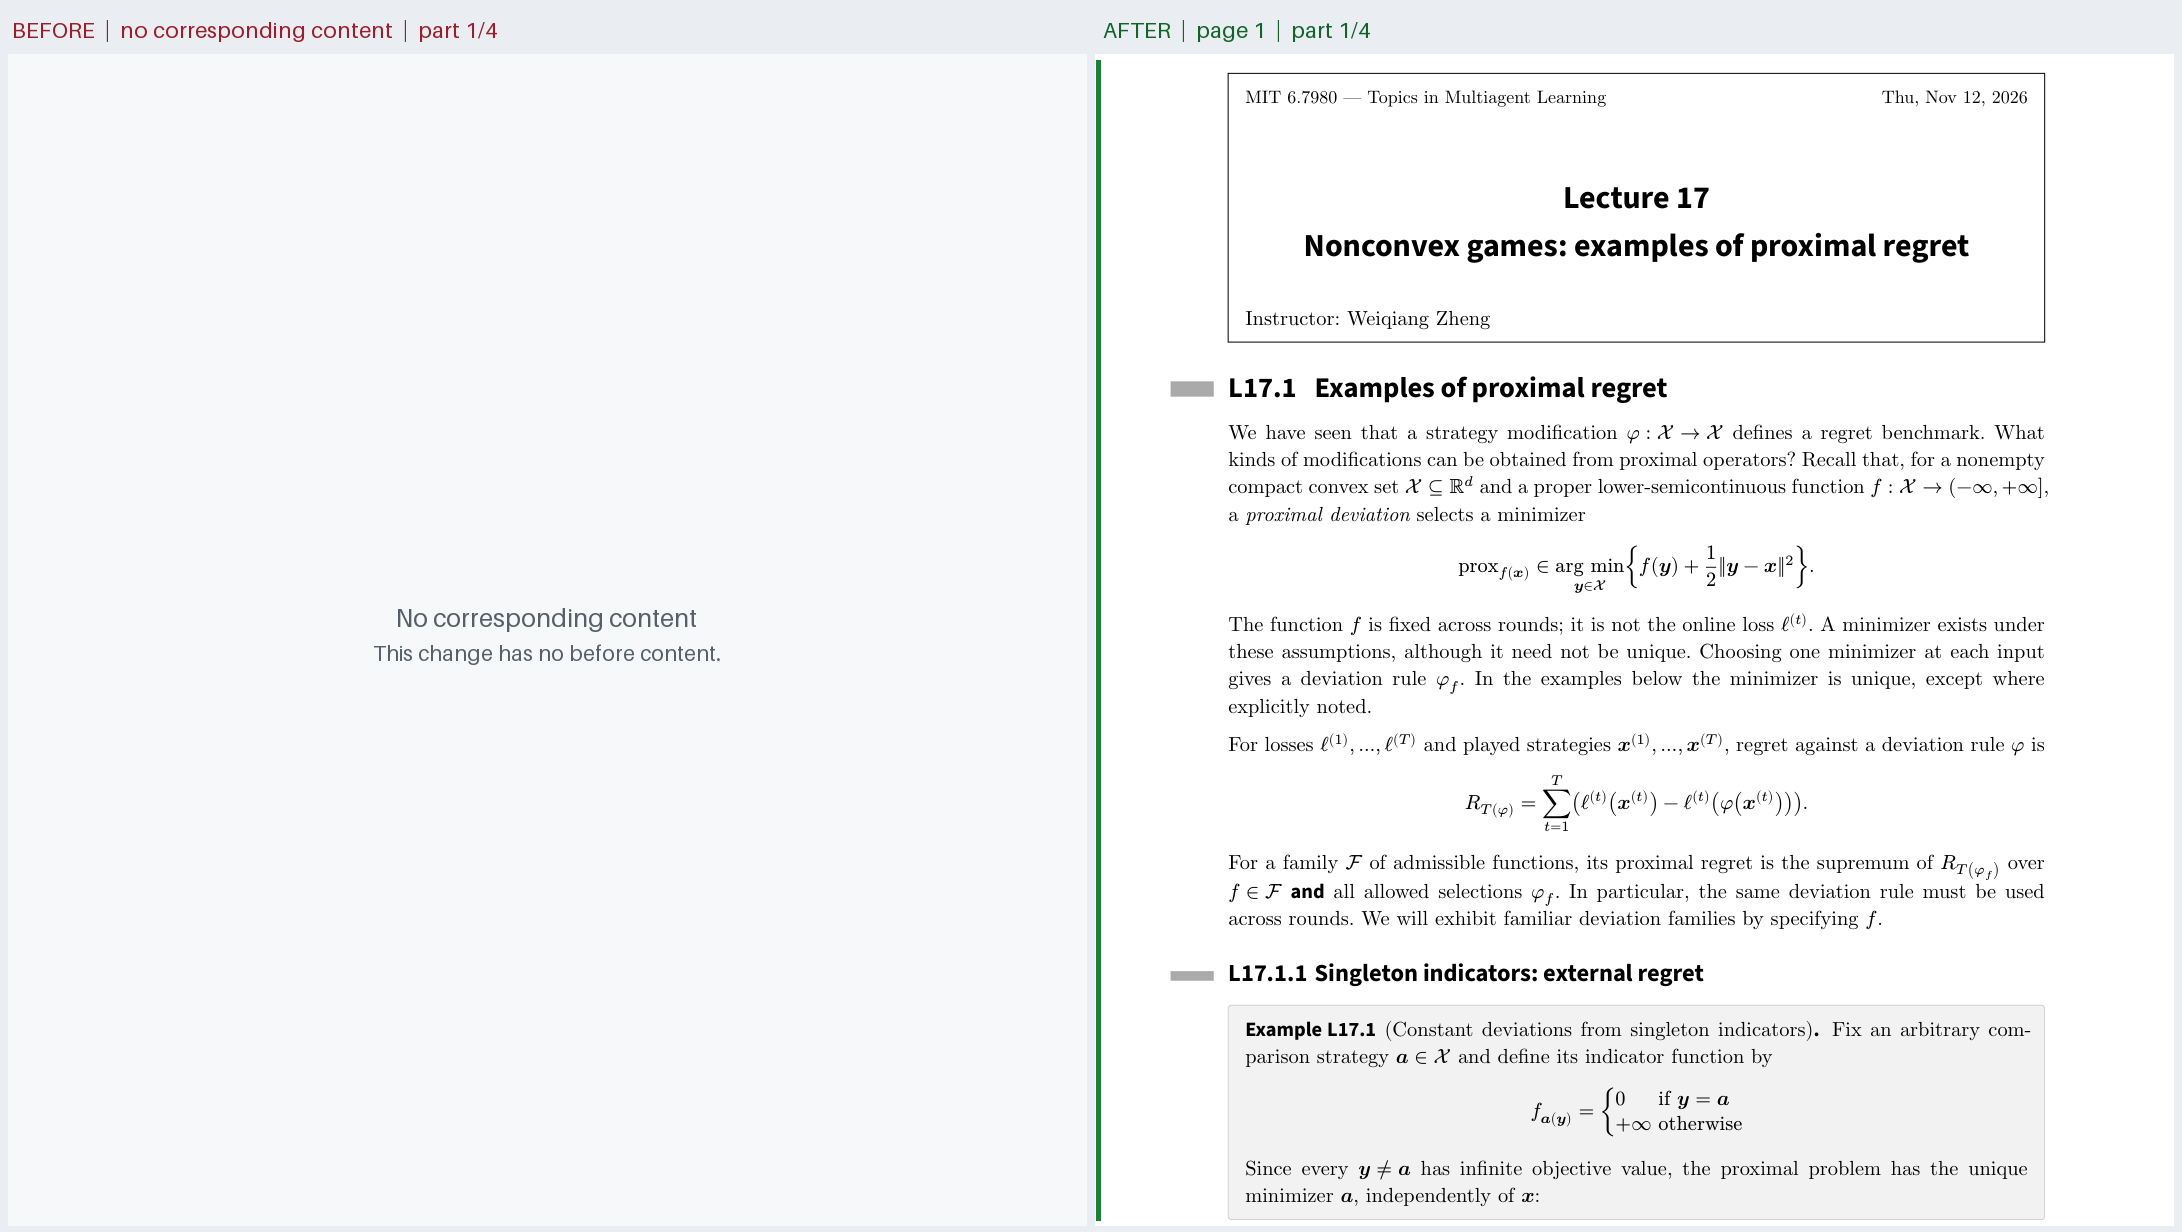 BEFORE | no corresponding content | part 1/4
AFTER | page 1 | part 1/4
No corresponding content
This change has no before content.
MIT 6.7980 — Topics in Multiagent Learning Thu, Nov 12, 2026
Lecture 17
Nonconvex games: examples of proximal regret
Instructor: Weiqiang Zheng
L17.1 Examples of proximal regret
We have seen that a strategy modification φ : 𝒳 → 𝒳 defines a regret benchmark. What
kinds of modifications can be obtained from proximal operators? Recall that, for a nonempty
compact convex set 𝒳 ⊆ ℝ^d and a proper lower-semicontinuous function f : 𝒳 → (−∞, +∞],
a proximal deviation selects a minimizer
prox_{f(x)} ∈ arg min_{y∈𝒳} { f(y) + 1/2 ‖y − x‖² }.
The function f is fixed across rounds; it is not the online loss ℓ^{(t)}. A minimizer exists under
these assumptions, although it need not be unique. Choosing one minimizer at each input
gives a deviation rule φ_f. In the examples below the minimizer is unique, except where
explicitly noted.
For losses ℓ^{(1)}, ..., ℓ^{(T)} and played strategies x^{(1)}, ..., x^{(T)}, regret against a deviation rule φ is
R_{T(φ)} = ∑_{t=1}^{T} (ℓ^{(t)}(x^{(t)}) − ℓ^{(t)}(φ(x^{(t)}))).
For a family ℱ of admissible functions, its proximal regret is the supremum of R_{T(φ_f)} over
f ∈ ℱ and all allowed selections φ_f. In particular, the same deviation rule must be used
across rounds. We will exhibit familiar deviation families by specifying f.
L17.1.1 Singleton indicators: external regret
Example L17.1 (Constant deviations from singleton indicators). Fix an arbitrary com-
parison strategy a ∈ 𝒳 and define its indicator function by
f_{a(y)} = { 0 if y = a
+∞ otherwise
Since every y ≠ a has infinite objective value, the proximal problem has the unique
minimizer a, independently of x: